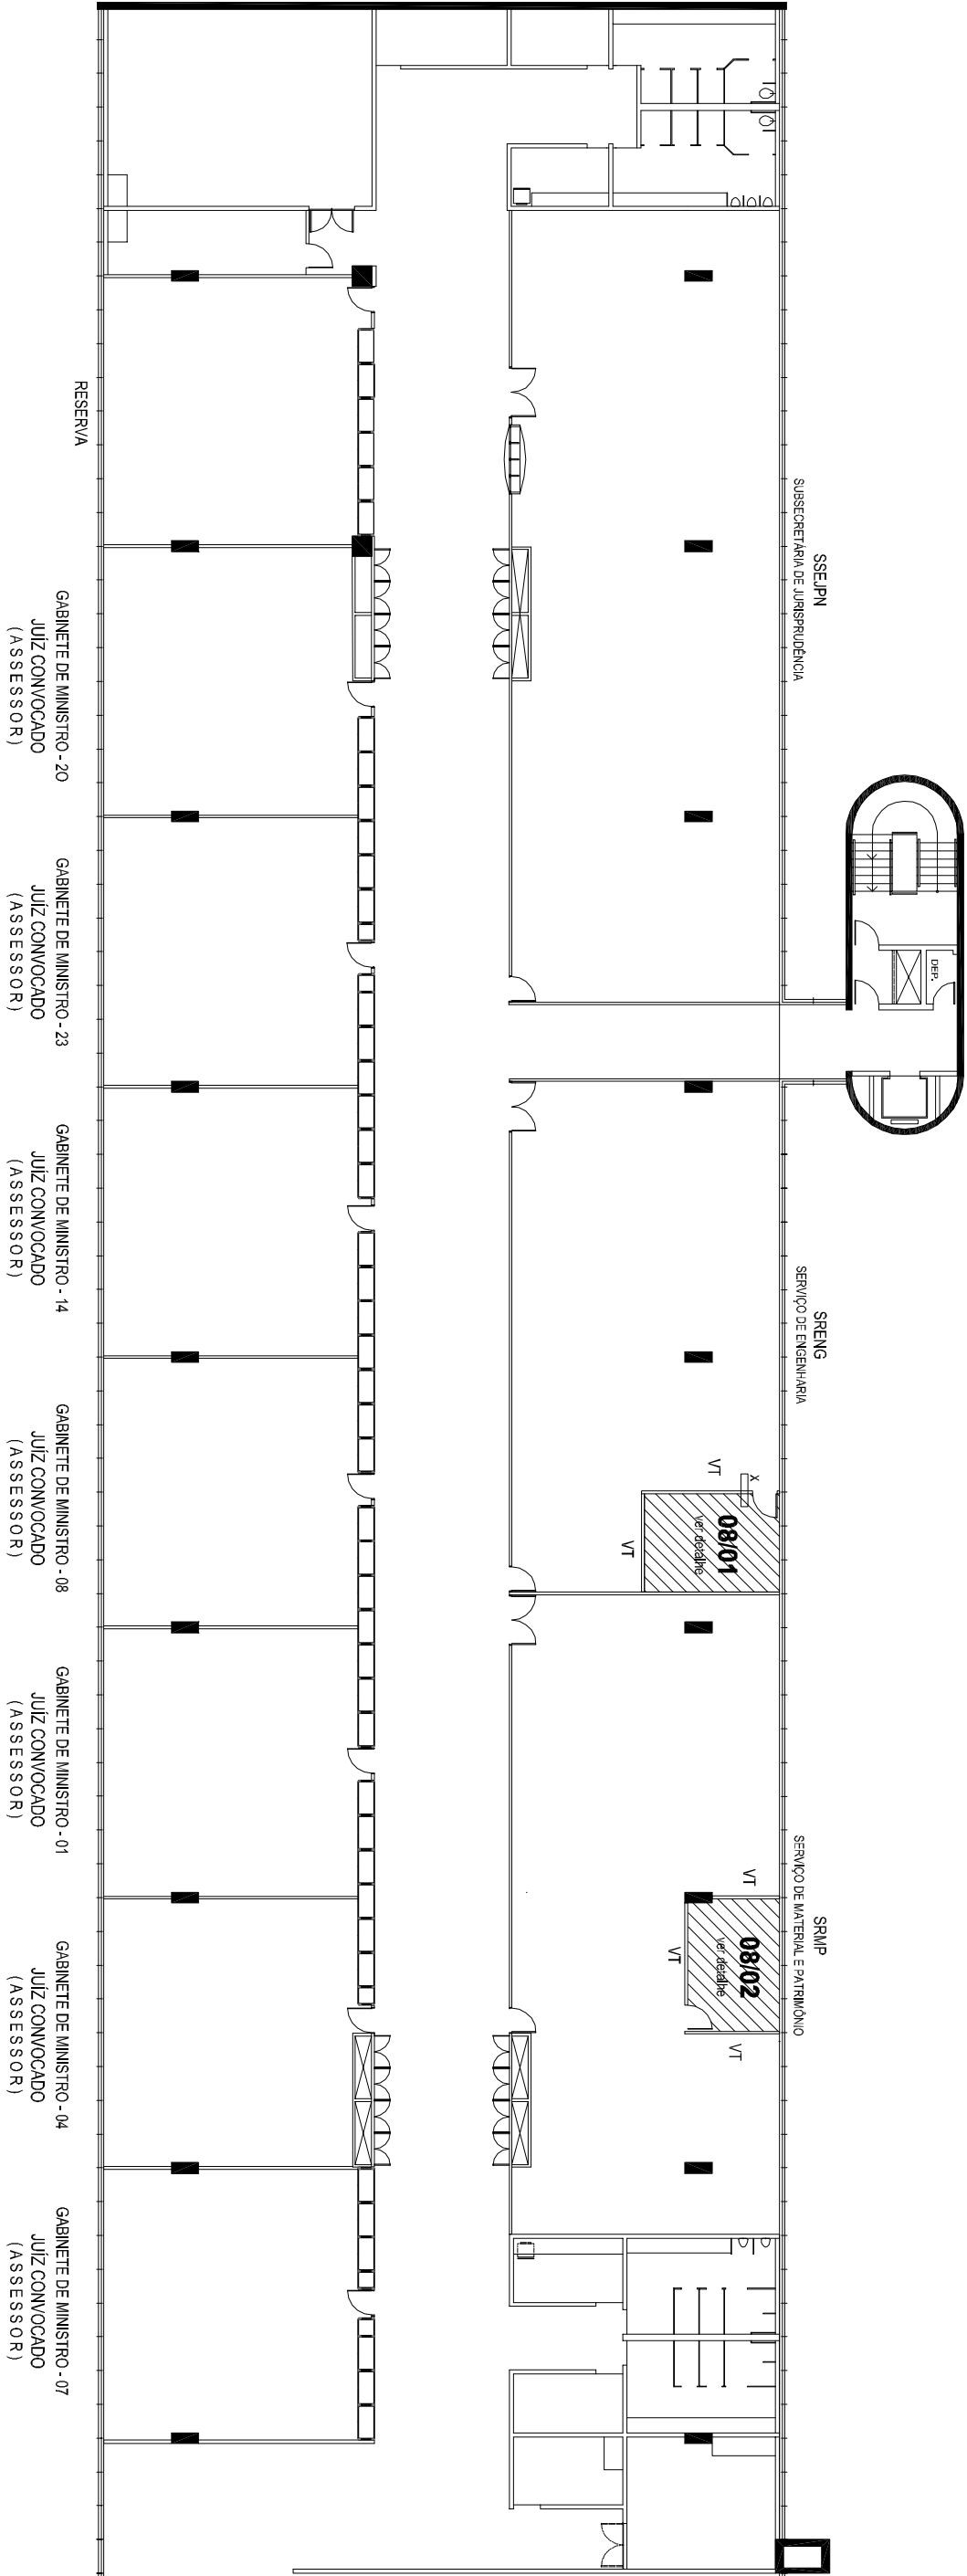 SSEJPN
SUBSECRETÁRIA DE JURISPRUDÊNCIA
DEP.
SRENG
SERVIÇO DE ENGENHARIA
VT
X
08/01
ver detalhe
VT
SRMP
SERVIÇO DE MATERIAL E PATRIMÔNIO
VT
08/02
ver detalhe
VT
VT
RESERVA
GABINETE DE MINISTRO - 20
JUÍZ CONVOCADO
( A S S E S S O R )
GABINETE DE MINISTRO - 23
JUÍZ CONVOCADO
( A S S E S S O R )
GABINETE DE MINISTRO - 14
JUÍZ CONVOCADO
( A S S E S S O R )
GABINETE DE MINISTRO - 08
JUÍZ CONVOCADO
( A S S E S S O R )
GABINETE DE MINISTRO - 01
JUÍZ CONVOCADO
( A S S E S S O R )
GABINETE DE MINISTRO - 04
JUÍZ CONVOCADO
( A S S E S S O R )
GABINETE DE MINISTRO - 07
JUÍZ CONVOCADO
( A S S E S S O R )